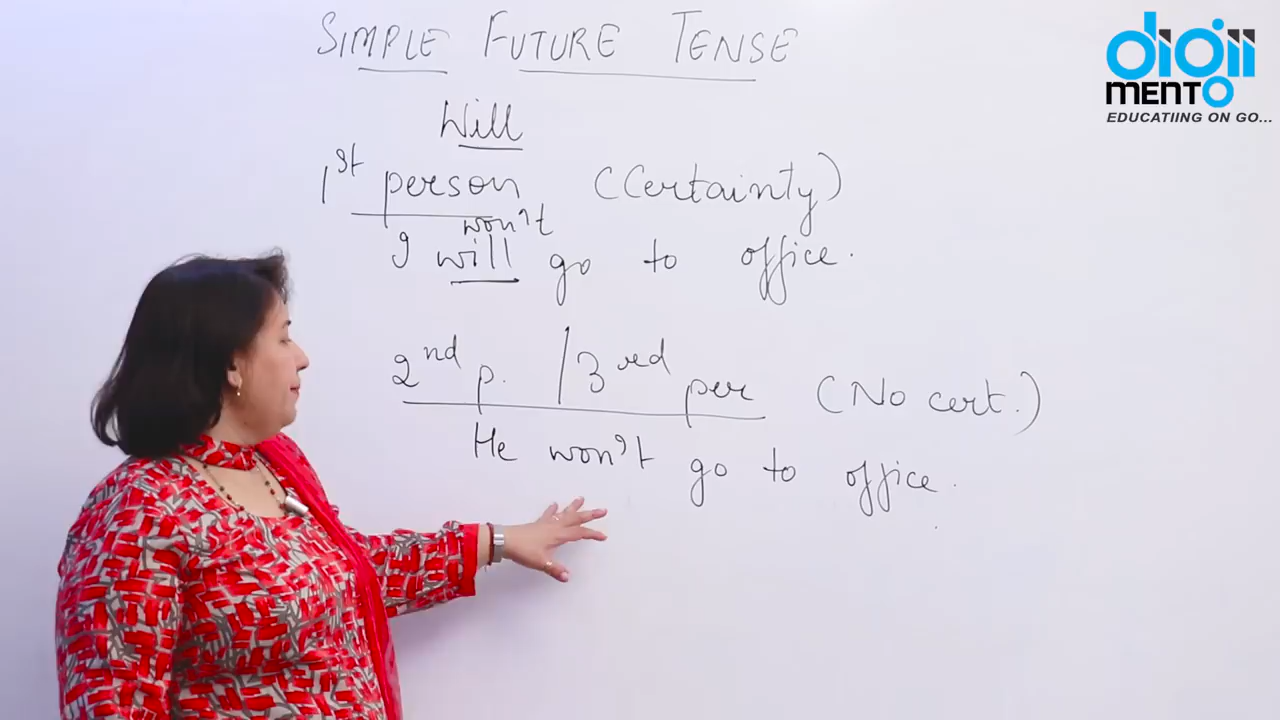 SIMPLE FUTURE TENSE
Will
1st person (Certainty)
won't
I will go to office.
2nd p. / 3rd per (No cert.)
He won't go to office.
digii
MENTO
EDUCATIING ON GO...